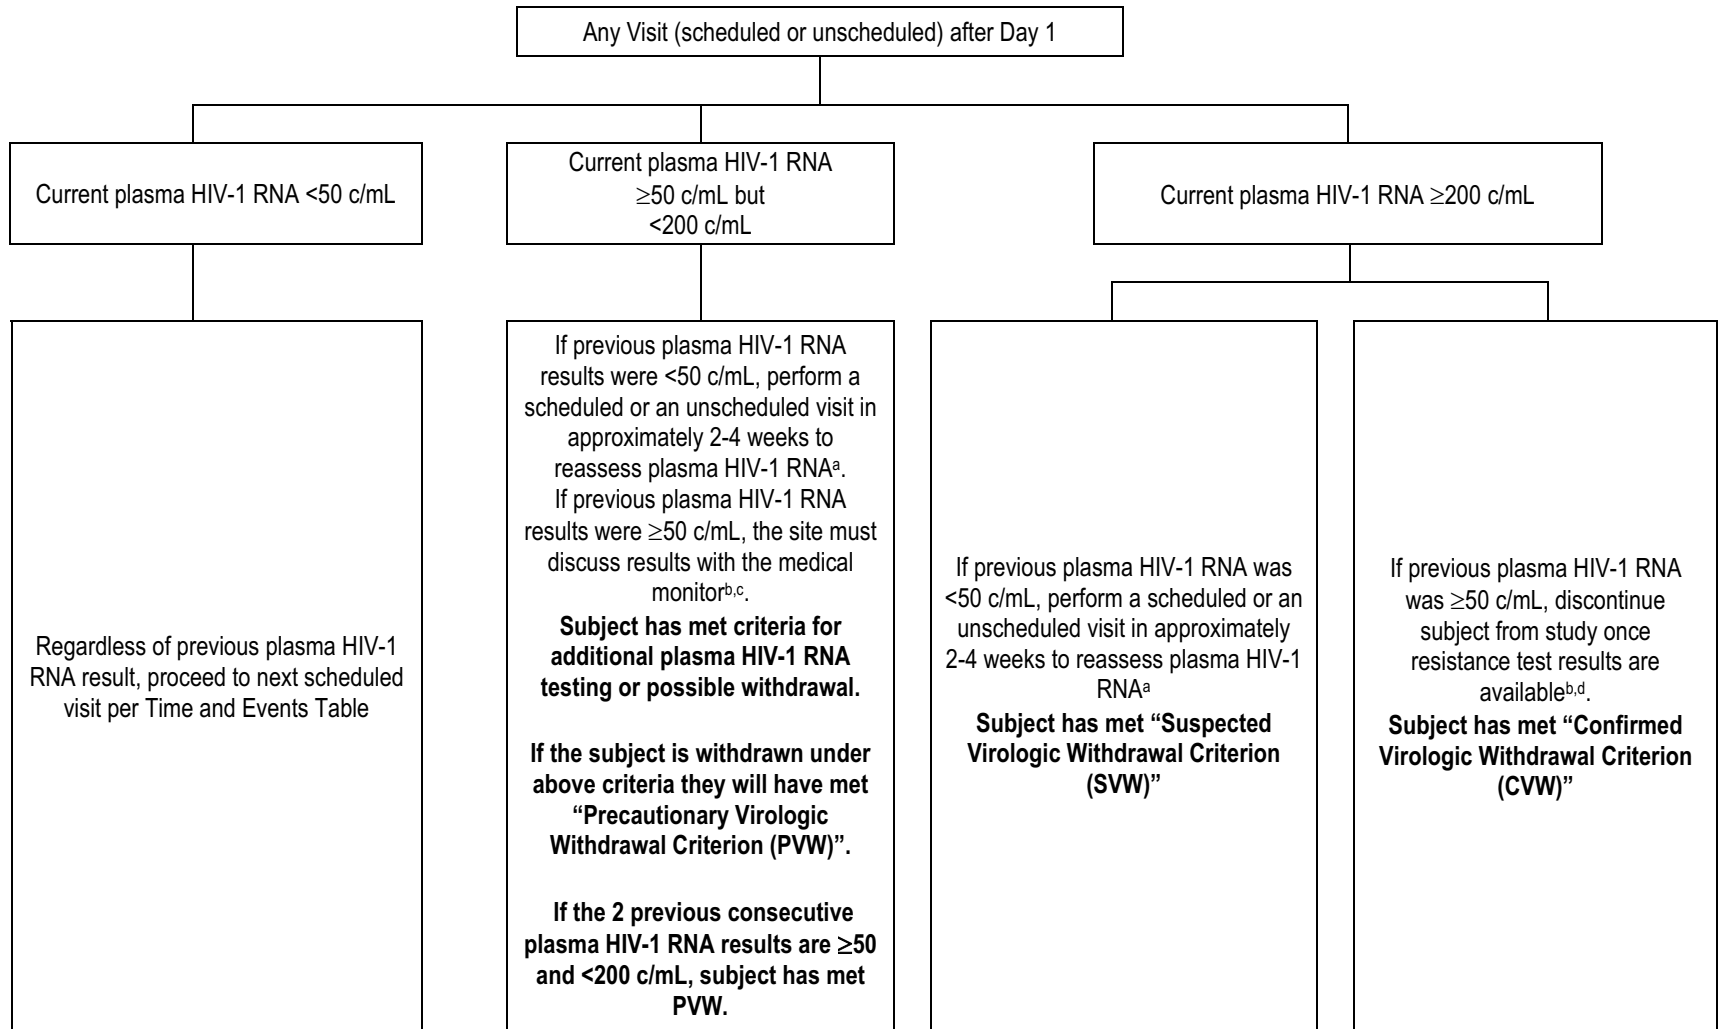 Any Visit (scheduled or unscheduled) after Day 1
Current plasma HIV-1 RNA <50 c/mL
Current plasma HIV-1 RNA
≥50 c/mL but
<200 c/mL
Current plasma HIV-1 RNA ≥200 c/mL
Regardless of previous plasma HIV-1
RNA result, proceed to next scheduled
visit per Time and Events Table
If previous plasma HIV-1 RNA
results were <50 c/mL, perform a
scheduled or an unscheduled visit in
approximately 2-4 weeks to
reassess plasma HIV-1 RNAᵃ.
If previous plasma HIV-1 RNA
results were ≥50 c/mL, the site must
discuss results with the medical
monitorᵇ,ᶜ.
Subject has met criteria for
additional plasma HIV-1 RNA
testing or possible withdrawal.
If the subject is withdrawn under
above criteria they will have met
“Precautionary Virologic
Withdrawal Criterion (PVW)”.
If the 2 previous consecutive
plasma HIV-1 RNA results are ≥50
and <200 c/mL, subject has met
PVW.
If previous plasma HIV-1 RNA was
<50 c/mL, perform a scheduled or an
unscheduled visit in approximately
2-4 weeks to reassess plasma HIV-1
RNAᵃ
Subject has met “Suspected
Virologic Withdrawal Criterion
(SVW)”
If previous plasma HIV-1 RNA
was ≥50 c/mL, discontinue
subject from study once
resistance test results are
availableᵇ,ᵈ.
Subject has met “Confirmed
Virologic Withdrawal Criterion
(CVW)”